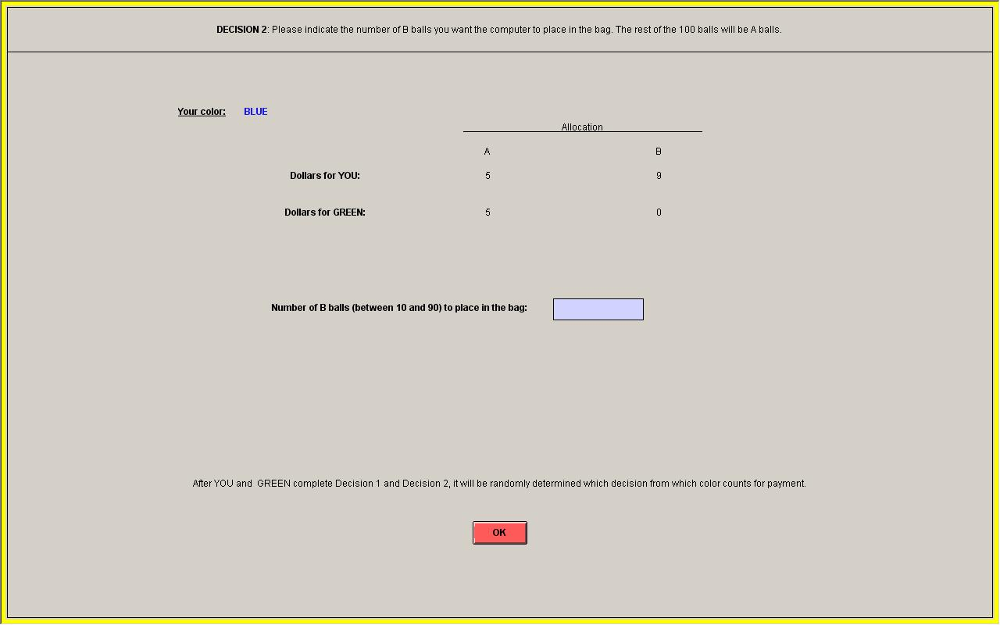 DECISION 2: Please indicate the number of B balls you want the computer to place in the bag. The rest of the 100 balls will be A balls.
Your color: BLUE
Allocation
A B
Dollars for YOU: 5 9
Dollars for GREEN: 5 0
Number of B balls (between 10 and 90) to place in the bag:
After YOU and GREEN complete Decision 1 and Decision 2, it will be randomly determined which decision from which color counts for payment.
OK